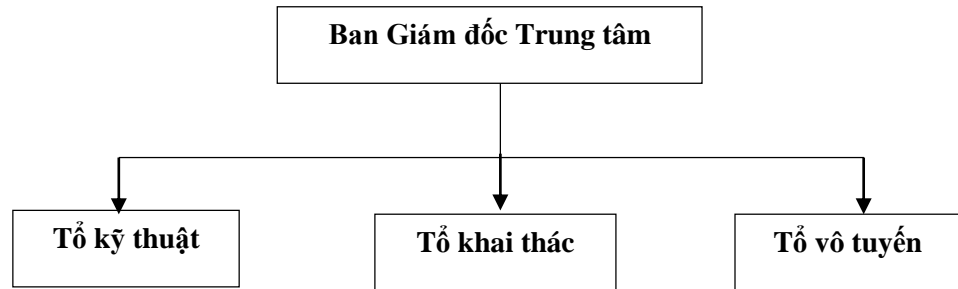 Ban Giám đốc Trung tâm
Tổ kỹ thuật
Tổ khai thác
Tổ vô tuyến